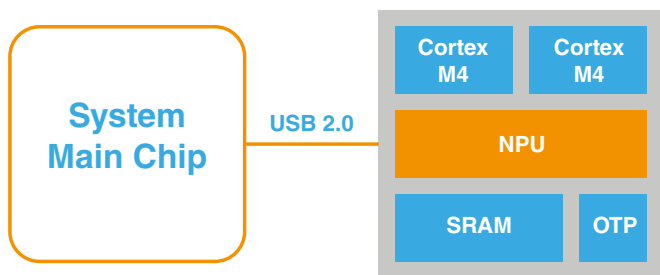 System
Main Chip
USB 2.0
Cortex
M4
Cortex
M4
NPU
SRAM
OTP